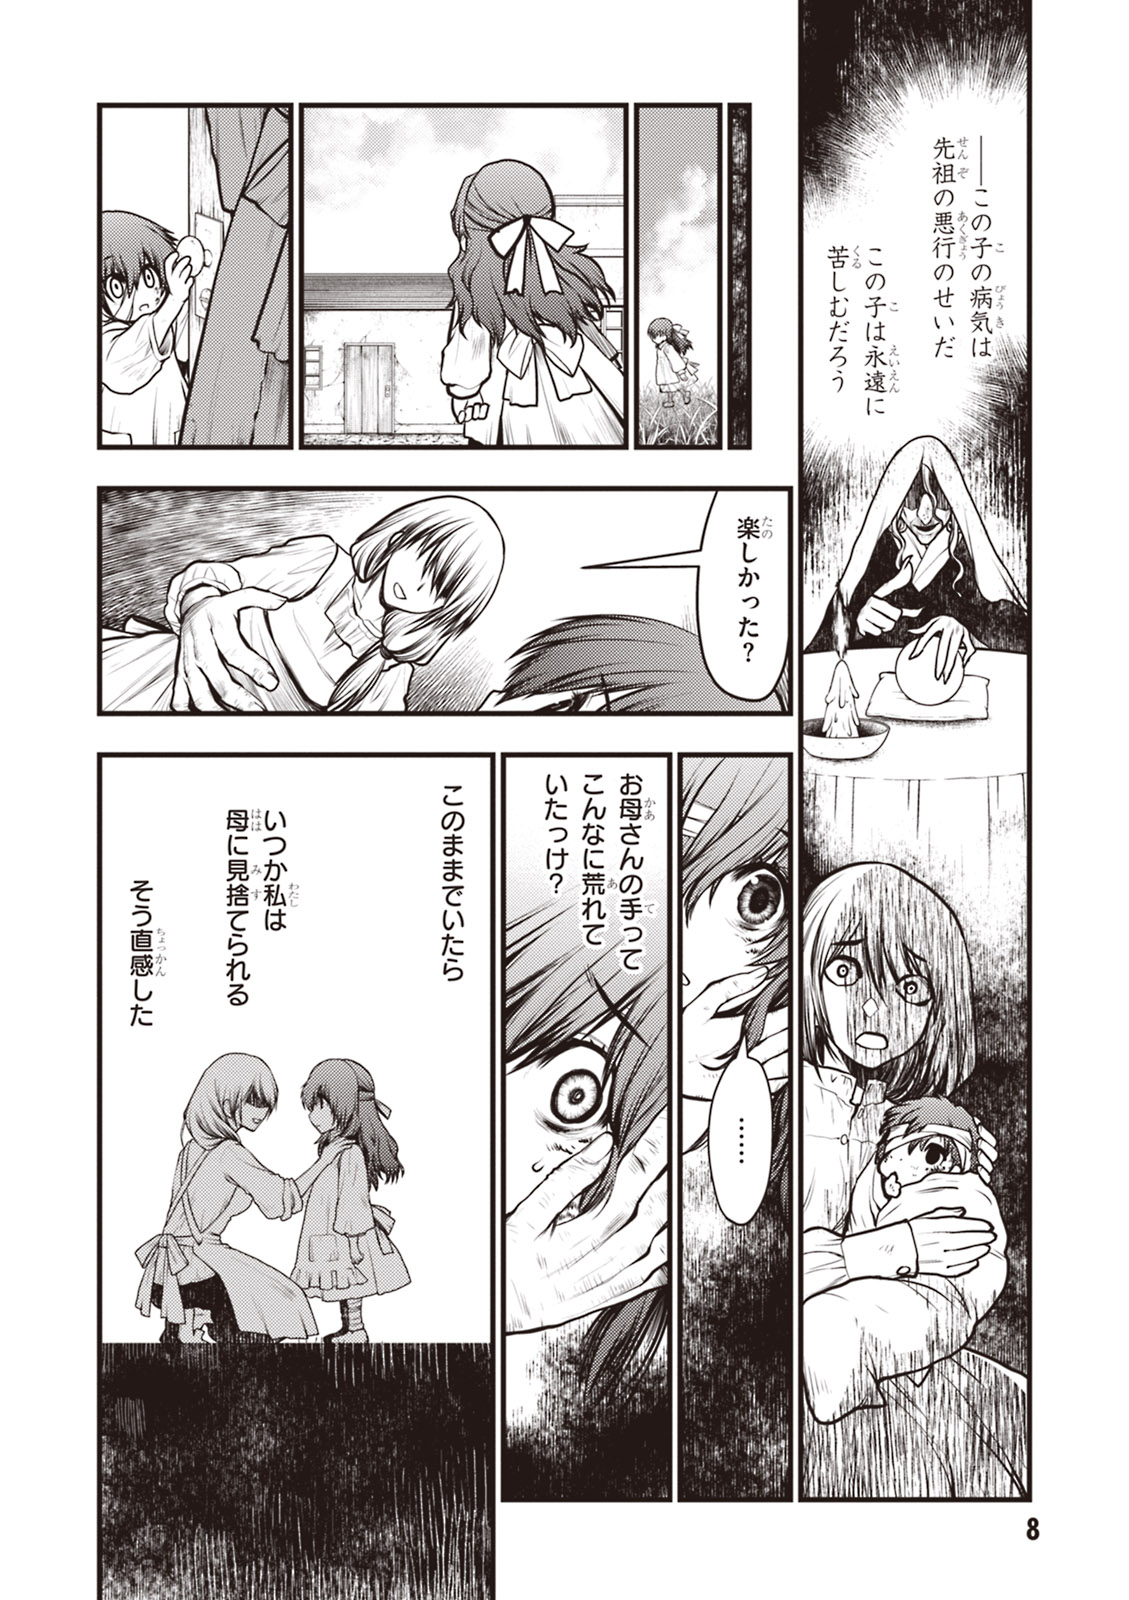 ――この子の病気は
先祖の悪行のせいだ
この子は永遠に
苦しむだろう
楽しかった？
……
お母さんの手って
こんなに荒れて
いたっけ？
このままでいたら
いつか私は
母に見捨てられる
そう直感した
8